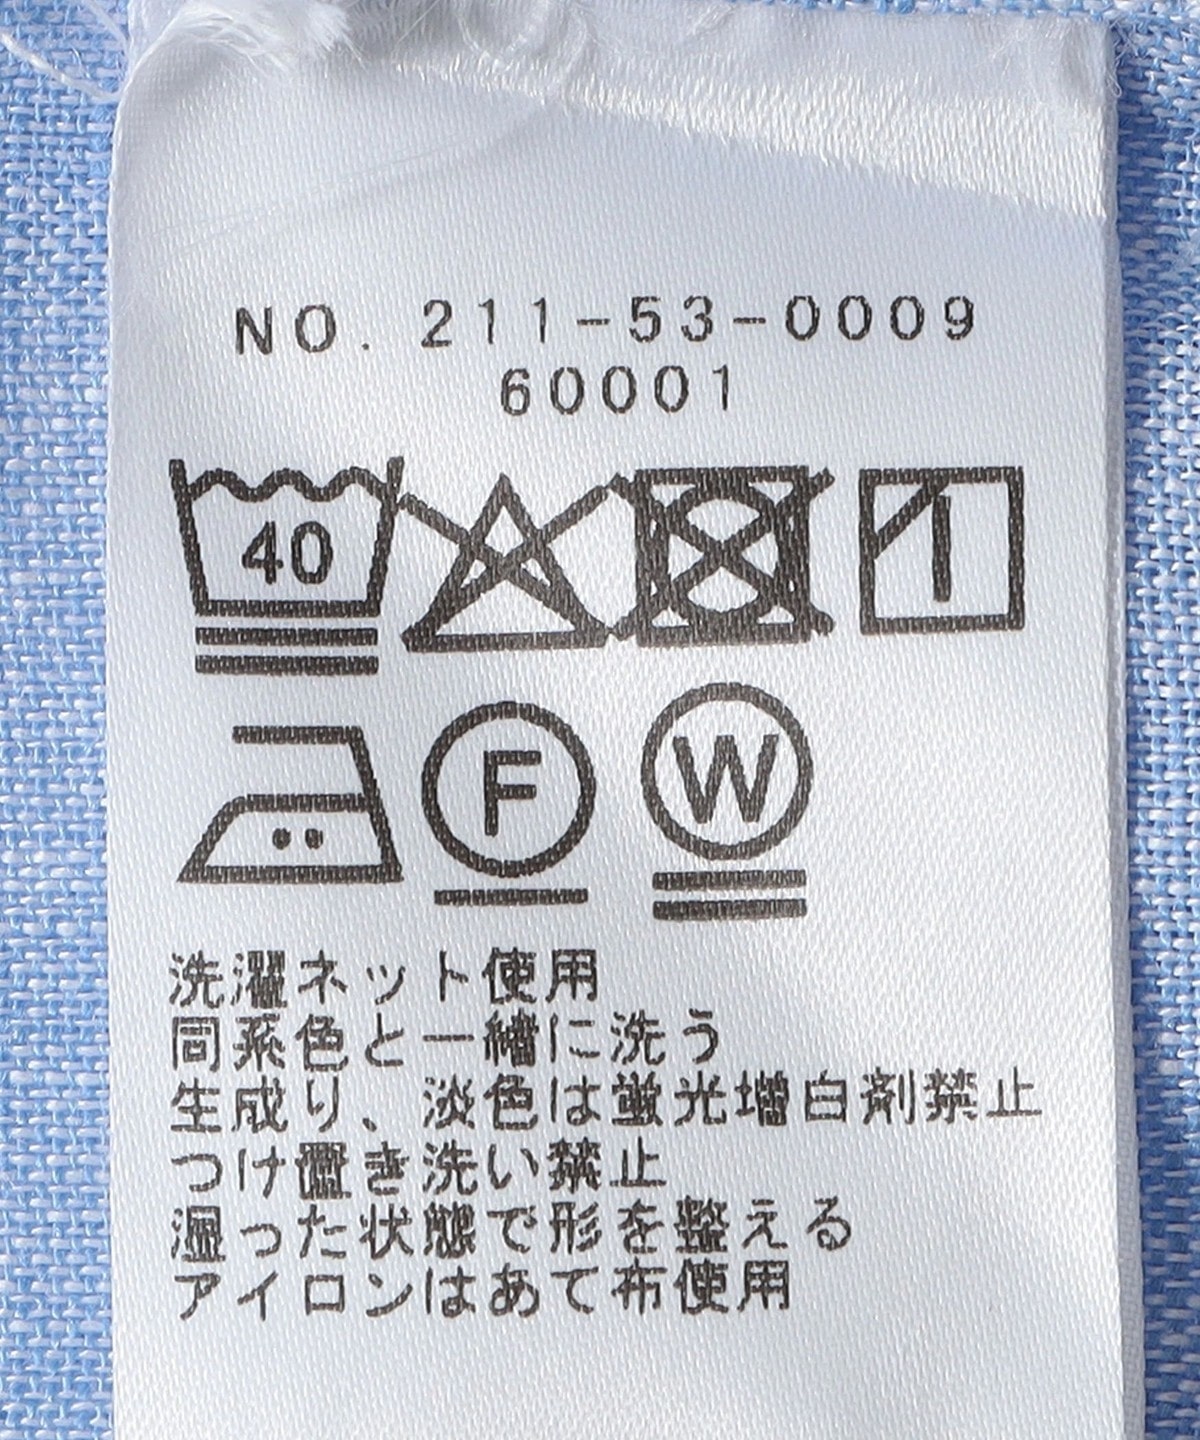 NO. 211-53-0009
60001
40
F
W
洗濯ネット使用
同系色と一緒に洗う
生成り、淡色は蛍光増白剤禁止
つけ置き洗い禁止
湿った状態で形を整える
アイロンはあて布使用